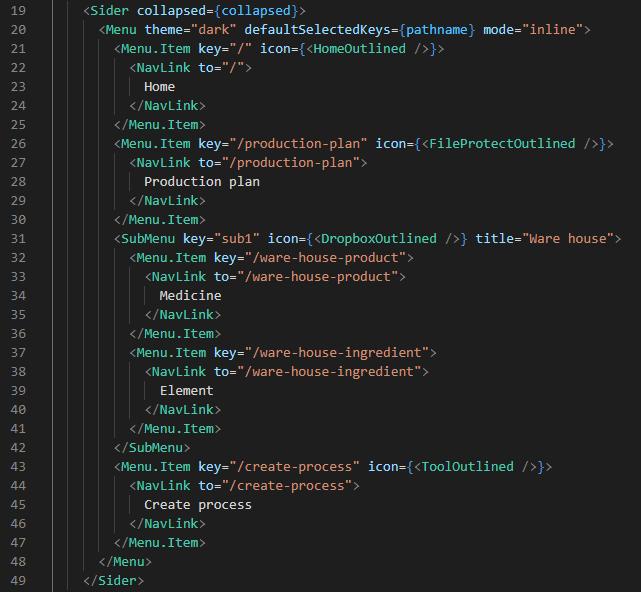 19 <Sider collapsed={collapsed}>
20 <Menu theme="dark" defaultSelectedKeys={pathname} mode="inline">
21 <Menu.Item key="/" icon={<HomeOutlined />}>
22 <NavLink to="/">
23 Home
24 </NavLink>
25 </Menu.Item>
26 <Menu.Item key="/production-plan" icon={<FileProtectOutlined />}>
27 <NavLink to="/production-plan">
28 Production plan
29 </NavLink>
30 </Menu.Item>
31 <SubMenu key="sub1" icon={<DropboxOutlined />} title="Ware house">
32 <Menu.Item key="/ware-house-product">
33 <NavLink to="/ware-house-product">
34 Medicine
35 </NavLink>
36 </Menu.Item>
37 <Menu.Item key="/ware-house-ingredient">
38 <NavLink to="/ware-house-ingredient">
39 Element
40 </NavLink>
41 </Menu.Item>
42 </SubMenu>
43 <Menu.Item key="/create-process" icon={<ToolOutlined />}>
44 <NavLink to="/create-process">
45 Create process
46 </NavLink>
47 </Menu.Item>
48 </Menu>
49 </Sider>